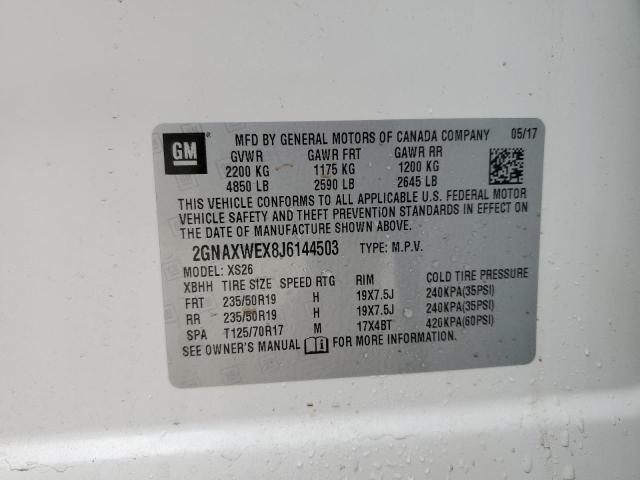 GM MFD BY GENERAL MOTORS OF CANADA COMPANY 05/17
GVWR GAWR FRT GAWR RR
2200 KG 1175 KG 1200 KG
4850 LB 2590 LB 2645 LB
THIS VEHICLE CONFORMS TO ALL APPLICABLE U.S. FEDERAL MOTOR
VEHICLE SAFETY AND THEFT PREVENTION STANDARDS IN EFFECT ON
THE DATE OF MANUFACTURE SHOWN ABOVE.
2GNAXWEX8J6144503 TYPE: M.P.V.
MODEL: XS26
XBHH TIRE SIZE SPEED RTG RIM COLD TIRE PRESSURE
FRT 235/50R19 H 19X7.5J 240KPA(35PSI)
RR 235/50R19 H 19X7.5J 240KPA(35PSI)
SPA T125/70R17 M 17X4BT 420KPA(60PSI)
SEE OWNER'S MANUAL FOR MORE INFORMATION.